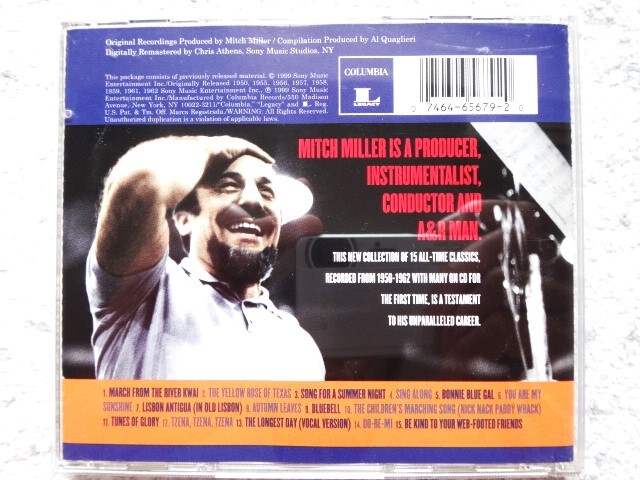 Original Recordings Produced by Mitch Miller / Compilation Produced by Al Quaglieri
Digitally Remastered by Chris Athens, Sony Music Studios, NY
This package consists of previously released material. © 1999 Sony Music
Entertainment Inc./Originally Released 1950, 1955, 1956, 1957, 1958,
1959, 1961, 1962 Sony Music Entertainment Inc., ℗ 1999 Sony Music
Entertainment Inc./Manufactured by Columbia Records/550 Madison
Avenue, New York, NY 10022-3211/"Columbia," "Legacy" and L Reg.
U.S. Pat. & Tm. Off. Marca Registrada./WARNING: All Rights Reserved.
Unauthorized duplication is a violation of applicable laws.
COLUMBIA
L
LEGACY
0 7464-65679-2 0
MITCH MILLER IS A PRODUCER,
INSTRUMENTALIST,
CONDUCTOR AND
A&R MAN.
THIS NEW COLLECTION OF 15 ALL-TIME CLASSICS,
RECORDED FROM 1950-1962 WITH MANY ON CD FOR
THE FIRST TIME, IS A TESTAMENT
TO HIS UNPARALLELED CAREER.
1. MARCH FROM THE RIVER KWAI 2. THE YELLOW ROSE OF TEXAS 3. SONG FOR A SUMMER NIGHT 4. SING ALONG 5. BONNIE BLUE GAL 6. YOU ARE MY
SUNSHINE 7. LISBON ANTIGUA (IN OLD LISBON) 8. AUTUMN LEAVES 9. BLUEBELL 10. THE CHILDREN'S MARCHING SONG (NICK NACK PADDY WHACK)
11. TUNES OF GLORY 12. TZENA, TZENA, TZENA 13. THE LONGEST DAY (VOCAL VERSION) 14. DO-RE-MI 15. BE KIND TO YOUR WEB-FOOTED FRIENDS